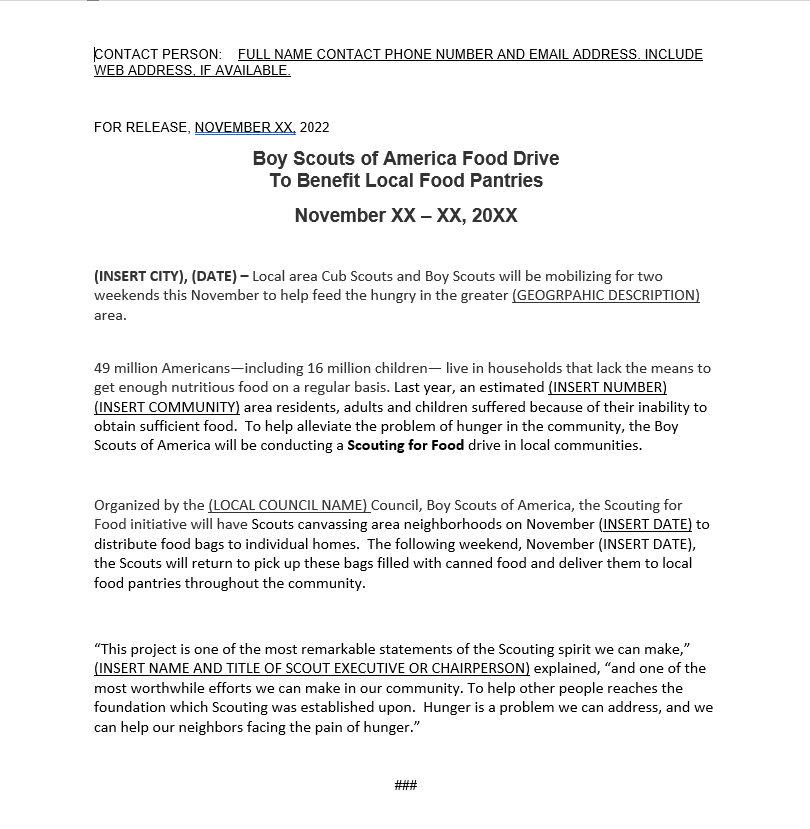 CONTACT PERSON: FULL NAME CONTACT PHONE NUMBER AND EMAIL ADDRESS. INCLUDE
WEB ADDRESS, IF AVAILABLE.
FOR RELEASE, NOVEMBER XX, 2022
Boy Scouts of America Food Drive
To Benefit Local Food Pantries
November XX – XX, 20XX
(INSERT CITY), (DATE) – Local area Cub Scouts and Boy Scouts will be mobilizing for two
weekends this November to help feed the hungry in the greater (GEOGRPAHIC DESCRIPTION)
area.
49 million Americans—including 16 million children— live in households that lack the means to
get enough nutritious food on a regular basis. Last year, an estimated (INSERT NUMBER)
(INSERT COMMUNITY) area residents, adults and children suffered because of their inability to
obtain sufficient food.  To help alleviate the problem of hunger in the community, the Boy
Scouts of America will be conducting a Scouting for Food drive in local communities.
Organized by the (LOCAL COUNCIL NAME) Council, Boy Scouts of America, the Scouting for
Food initiative will have Scouts canvassing area neighborhoods on November (INSERT DATE) to
distribute food bags to individual homes.  The following weekend, November (INSERT DATE),
the Scouts will return to pick up these bags filled with canned food and deliver them to local
food pantries throughout the community.
“This project is one of the most remarkable statements of the Scouting spirit we can make,”
(INSERT NAME AND TITLE OF SCOUT EXECUTIVE OR CHAIRPERSON) explained, “and one of the
most worthwhile efforts we can make in our community. To help other people reaches the
foundation which Scouting was established upon.  Hunger is a problem we can address, and we
can help our neighbors facing the pain of hunger.”
###